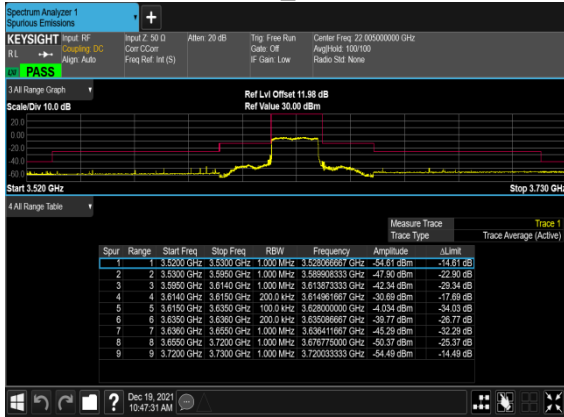 Spectrum Analyzer 1
Spurious Emissions
+
KEYSIGHT Input: RF Input Z: 50 Ω Atten: 20 dB Trig: Free Run Center Freq: 22.005000000 GHz
RL Coupling: DC Corr CCorr Gate: Off Avg|Hold: 100/100
Align: Auto Freq Ref: Int (S) IF Gain: Low Radio Std: None
PASS
3 All Range Graph
Ref Lvl Offset 11.98 dB
Scale/Div 10.0 dB Ref Value 30.00 dBm
20.0
0.00
-20.0
-40.0
-60.0
Start 3.520 GHz Stop 3.730 GHz
4 All Range Table
Measure Trace Trace 1
Trace Type Trace Average (Active)
Spur Range Start Freq Stop Freq RBW Frequency Amplitude ΔLimit
1 1 3.5200 GHz 3.5300 GHz 1.000 MHz 3.528066667 GHz -54.61 dBm -14.61 dB
2 2 3.5300 GHz 3.5950 GHz 1.000 MHz 3.589908333 GHz -47.90 dBm -22.90 dB
3 3 3.5950 GHz 3.6140 GHz 1.000 MHz 3.613873333 GHz -42.34 dBm -29.34 dB
4 4 3.6140 GHz 3.6150 GHz 200.0 kHz 3.614961667 GHz -30.69 dBm -17.69 dB
5 5 3.6150 GHz 3.6350 GHz 100.0 kHz 3.628000000 GHz -4.034 dBm -34.03 dB
6 6 3.6350 GHz 3.6360 GHz 200.0 kHz 3.635086667 GHz -39.77 dBm -26.77 dB
7 7 3.6360 GHz 3.6550 GHz 1.000 MHz 3.636411667 GHz -45.29 dBm -32.29 dB
8 8 3.6550 GHz 3.7200 GHz 1.000 MHz 3.676775000 GHz -50.37 dBm -25.37 dB
9 9 3.7200 GHz 3.7300 GHz 1.000 MHz 3.720033333 GHz -54.49 dBm -14.49 dB
? Dec 19, 2021
10:47:31 AM